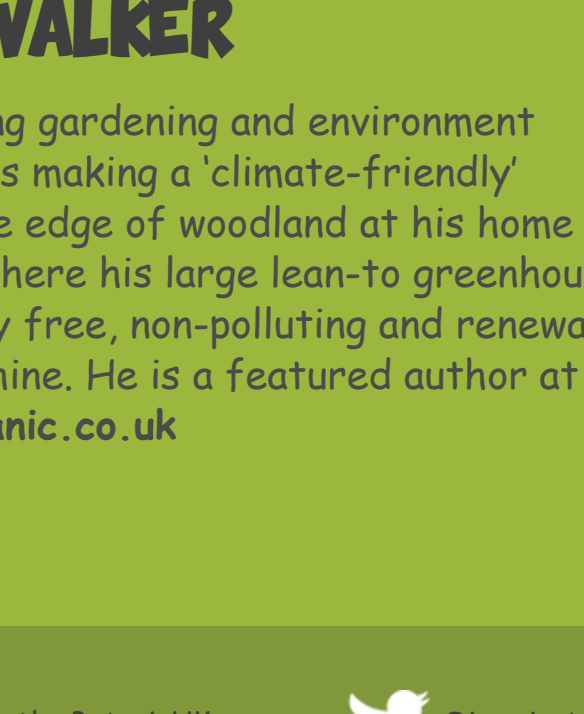 WALKER
ng gardening and environment
s making a ‘climate-friendly’
e edge of woodland at his home
here his large lean-to greenhou
y free, non-polluting and renewa
nine. He is a featured author at
anic.co.uk